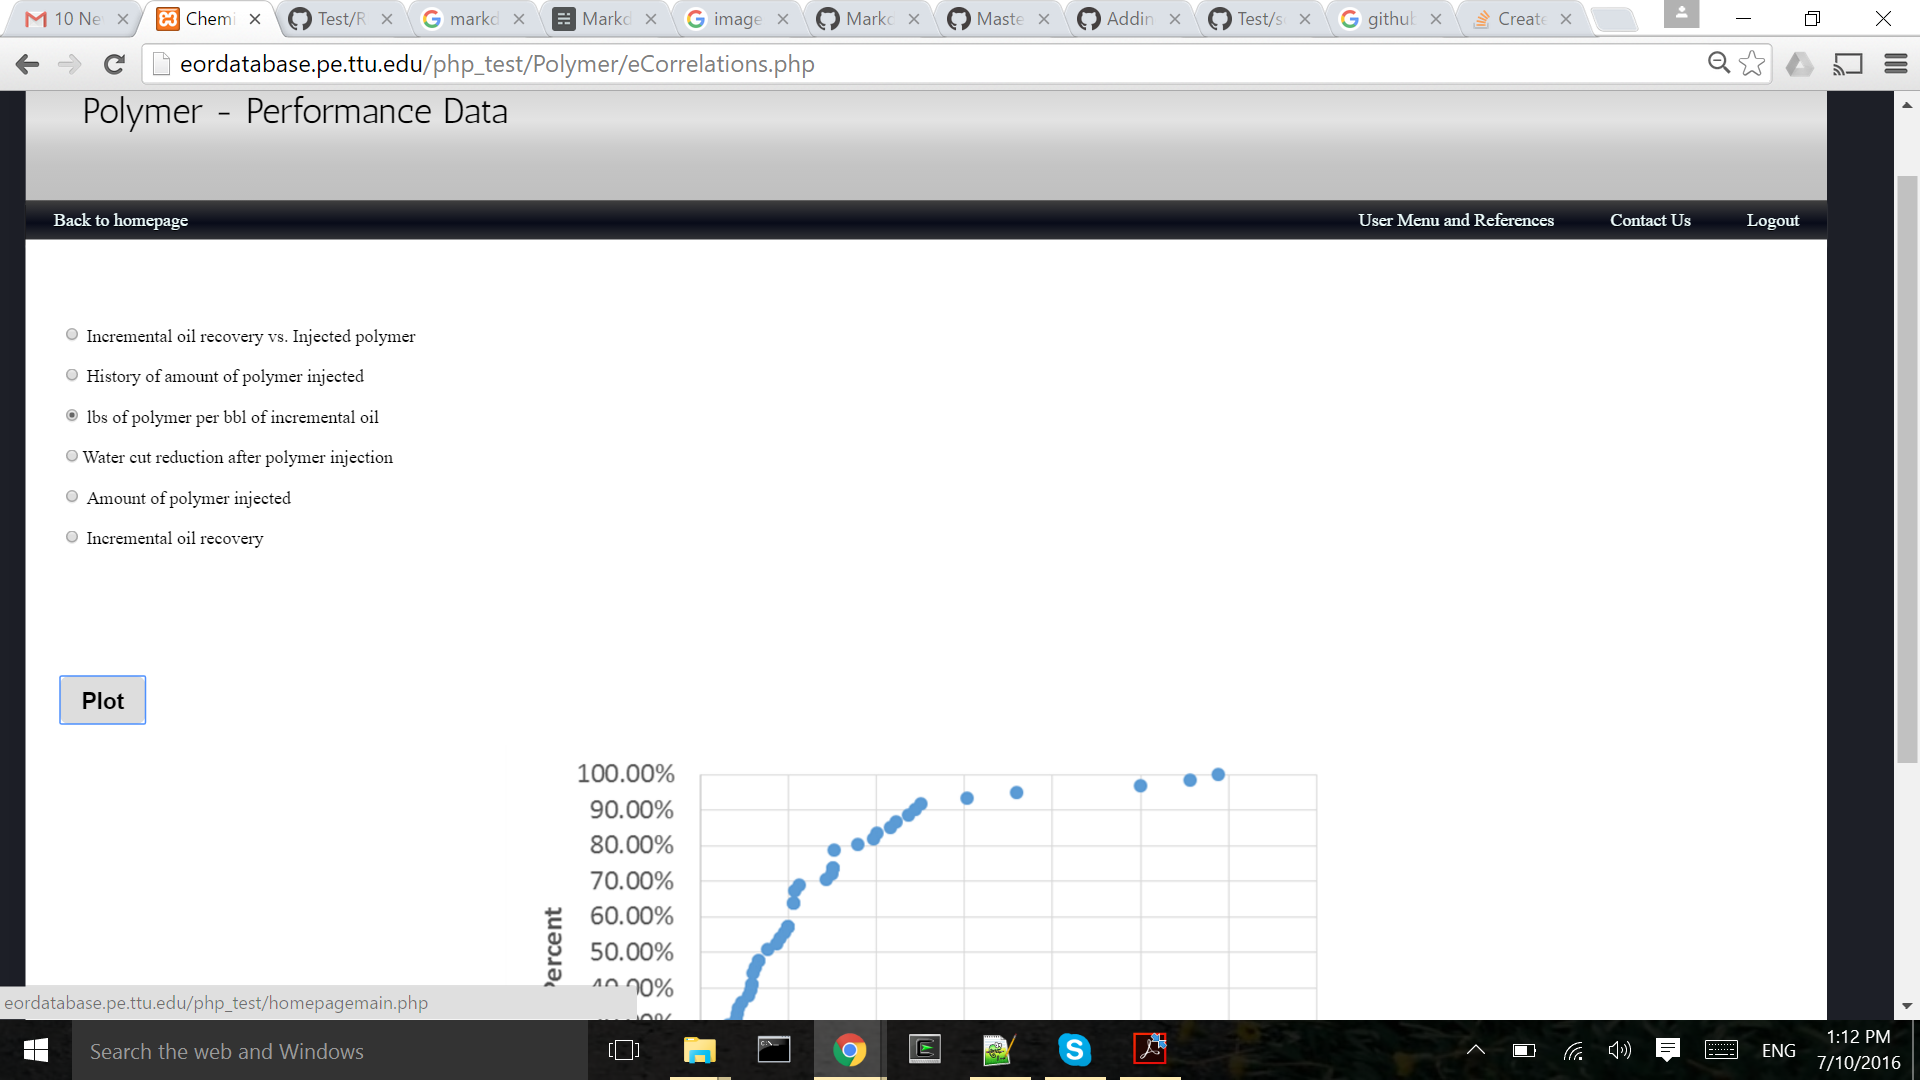 10 Ne
Chemi
Test/R
markd
Markd
image
Markd
Maste
Addin
Test/s
githul
Create
eordatabase.pe.ttu.edu/php_test/Polymer/eCorrelations.php
Polymer - Performance Data
Back to homepage
User Menu and References
Contact Us
Logout
Incremental oil recovery vs. Injected polymer
History of amount of polymer injected
lbs of polymer per bbl of incremental oil
Water cut reduction after polymer injection
Amount of polymer injected
Incremental oil recovery
Plot
100.00%
90.00%
80.00%
70.00%
60.00%
50.00%
40.00%
Percent
eordatabase.pe.ttu.edu/php_test/homepagemain.php
Search the web and Windows
ENG
1:12 PM
7/10/2016